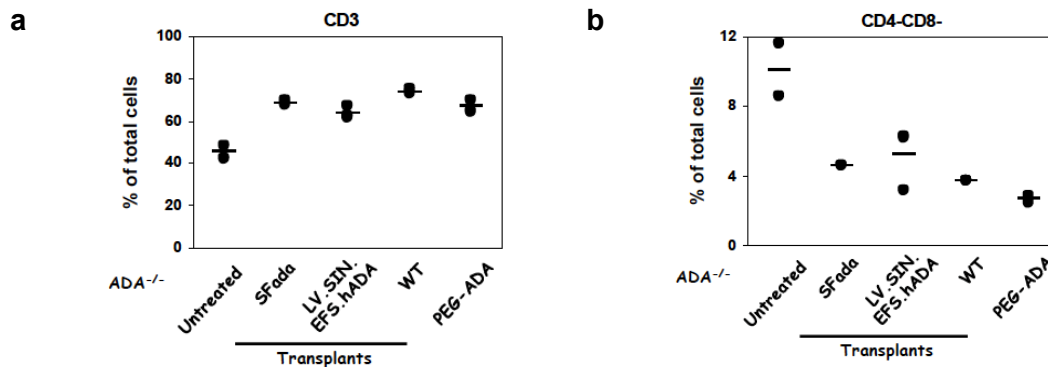 a
CD3
% of total cells
100
80
60
40
20
0
ADA-/-
Untreated
SFada
LV.SIN.
EFS.hADA
WT
PEG-ADA
Transplants
b
CD4-CD8-
% of total cells
12
8
4
0
ADA-/-
Untreated
SFada
LV.SIN.
EFS.hADA
WT
PEG-ADA
Transplants